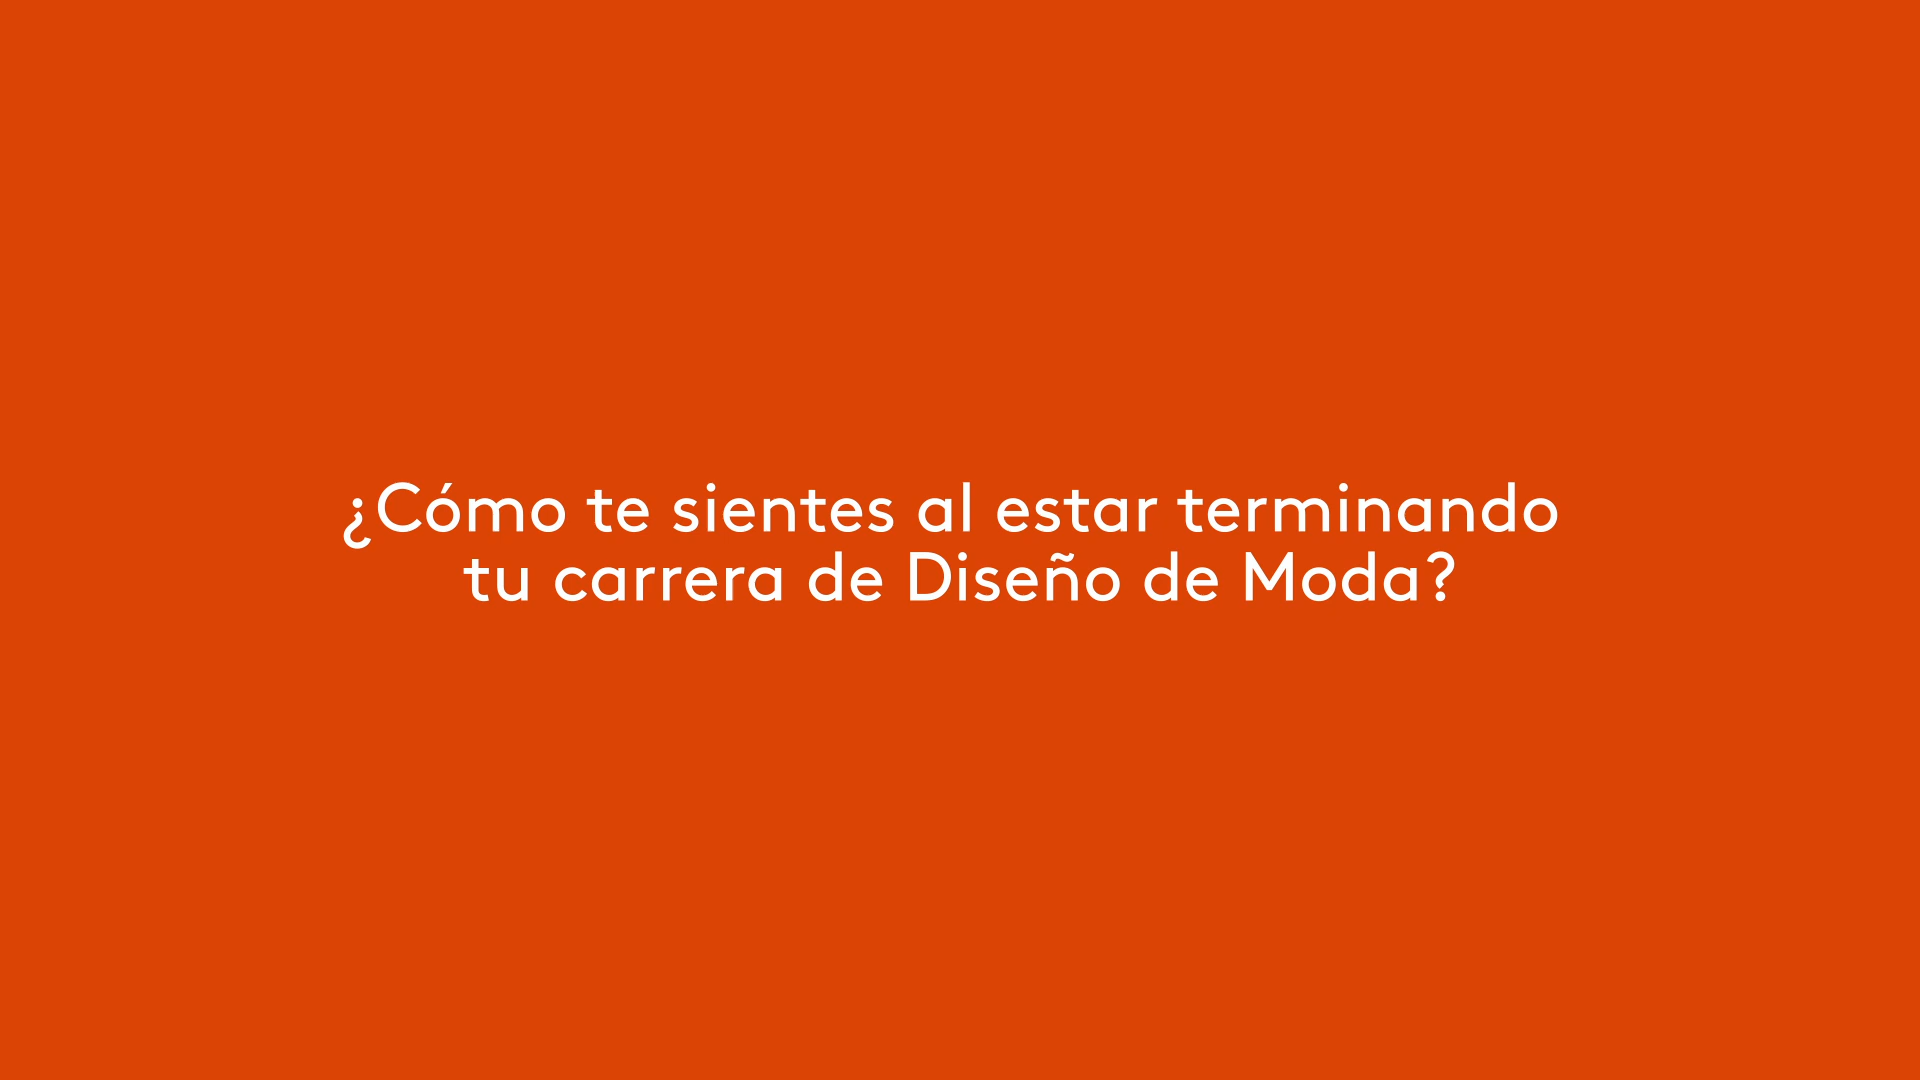 ¿Cómo te sientes al estar terminando
tu carrera de Diseño de Moda?